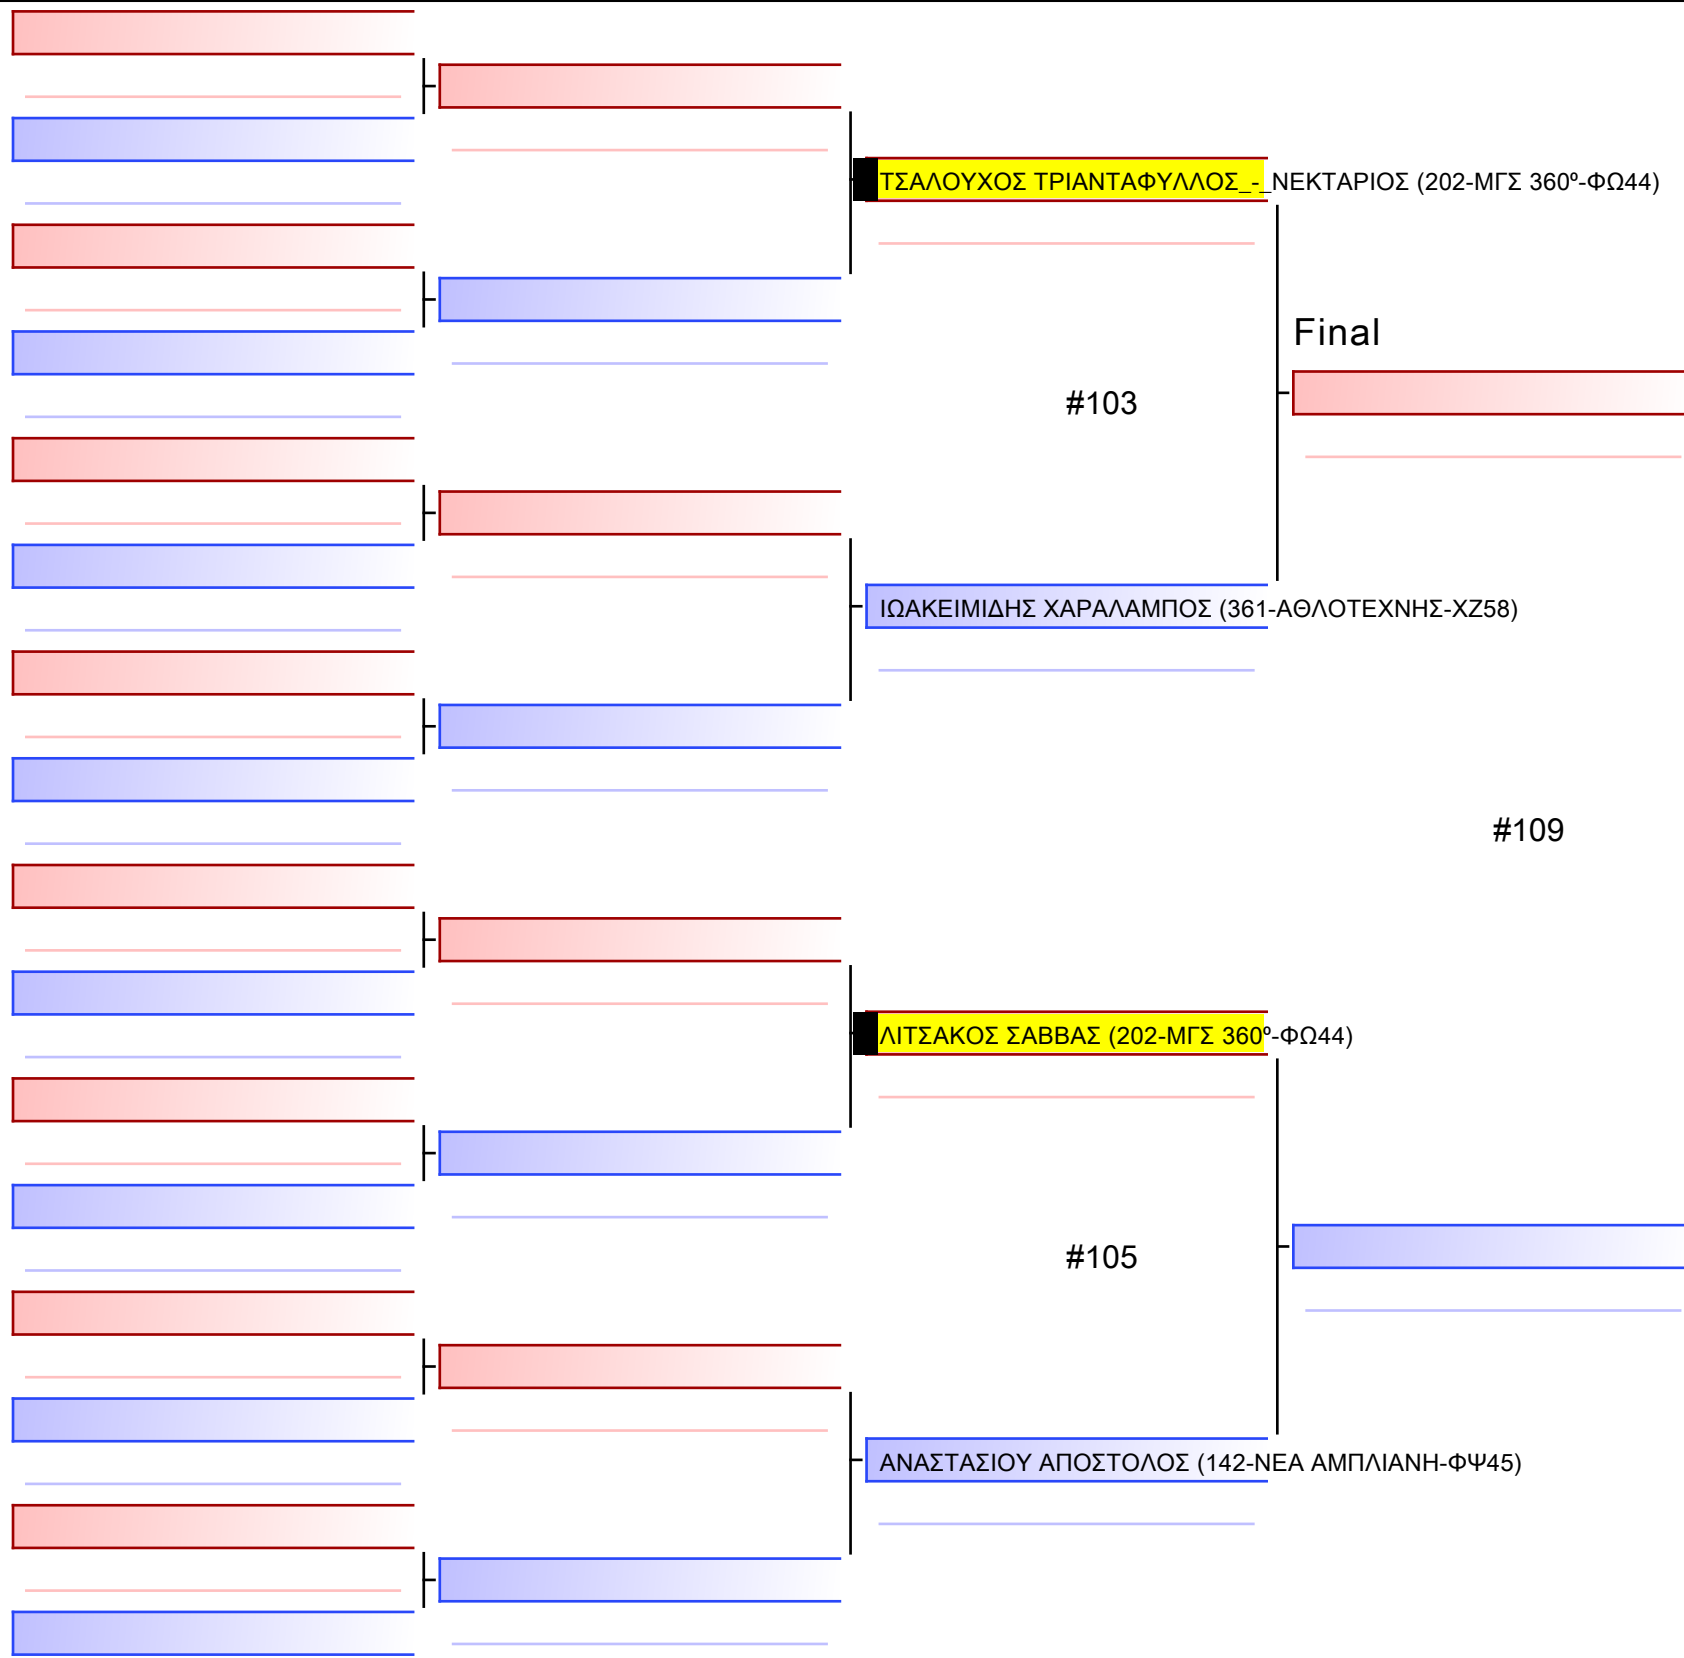 ΤΣΑΛΟΥΧΟΣ ΤΡΙΑΝΤΑΦΥΛΛΟΣ_-_ΝΕΚΤΑΡΙΟΣ (202-ΜΓΣ 360º-ΦΩ44)
Final
#103
ΙΩΑΚΕΙΜΙΔΗΣ ΧΑΡΑΛΑΜΠΟΣ (361-ΑΘΛΟΤΕΧΝΗΣ-ΧΖ58)
#109
ΛΙΤΣΑΚΟΣ ΣΑΒΒΑΣ (202-ΜΓΣ 360º-ΦΩ44)
#105
ΑΝΑΣΤΑΣΙΟΥ ΑΠΟΣΤΟΛΟΣ (142-ΝΕΑ ΑΜΠΛΙΑΝΗ-ΦΨ45)